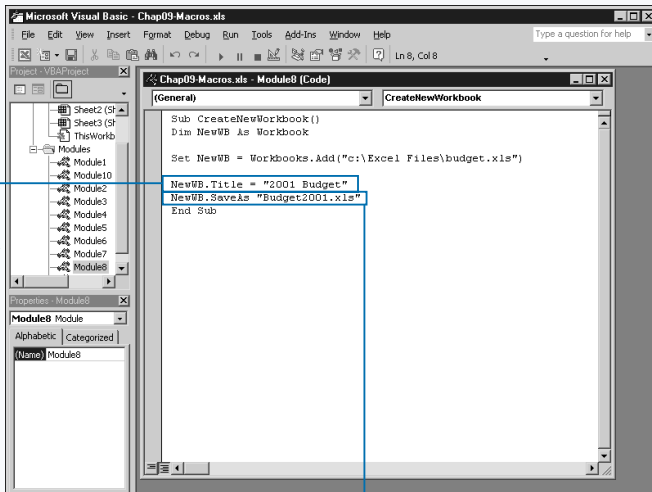 Microsoft Visual Basic - Chap09-Macros.xls
File Edit View Insert Format Debug Run Tools Add-Ins Window Help
Type a question for help
Ln 8, Col 8
Project - VBAProject
Sheet2 (Sh
Sheet3 (Sh
ThisWorkb
Modules
Module1
Module10
Module2
Module3
Module4
Module5
Module6
Module7
Module8
Properties - Module8
Module8 Module
Alphabetic Categorized
(Name) Module8
Chap09-Macros.xls - Module8 (Code)
(General) CreateNewWorkbook
Sub CreateNewWorkbook()
Dim NewWB As Workbook
Set NewWB = Workbooks.Add("c:\Excel Files\budget.xls")
NewWB.Title = "2001 Budget"
NewWB.SaveAs "Budget2001.xls"
End Sub